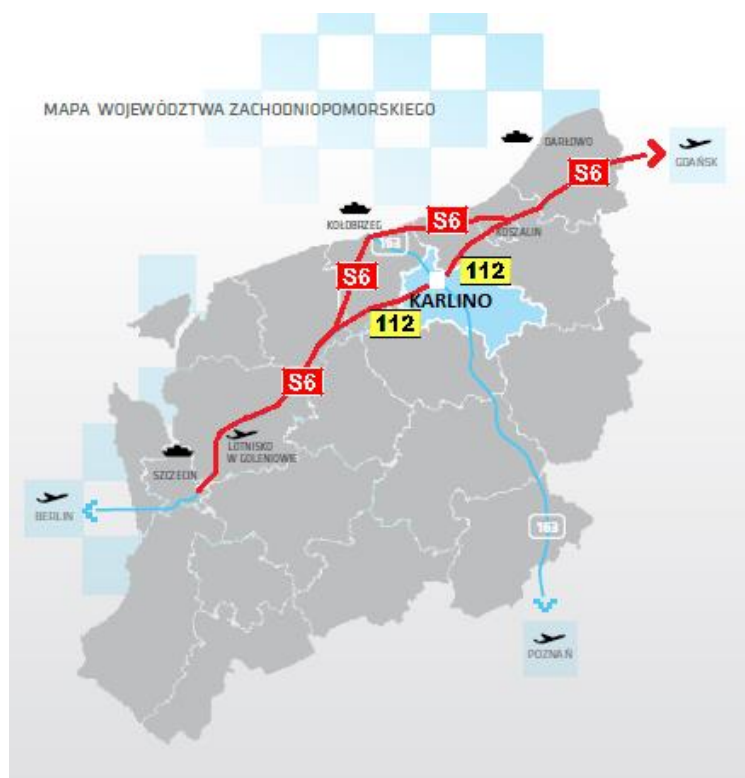 MAPA WOJEWÓDZTWA ZACHODNIOPOMORSKIEGO
DARŁOWO
GDAŃSK
S6
KOŁOBRZEG
S6
KOSZALIN
163
S6
112
KARLINO
112
S6
LOTNISKO
W GOLENIOWIE
SZCZECIN
BERLIN
163
POZNAŃ